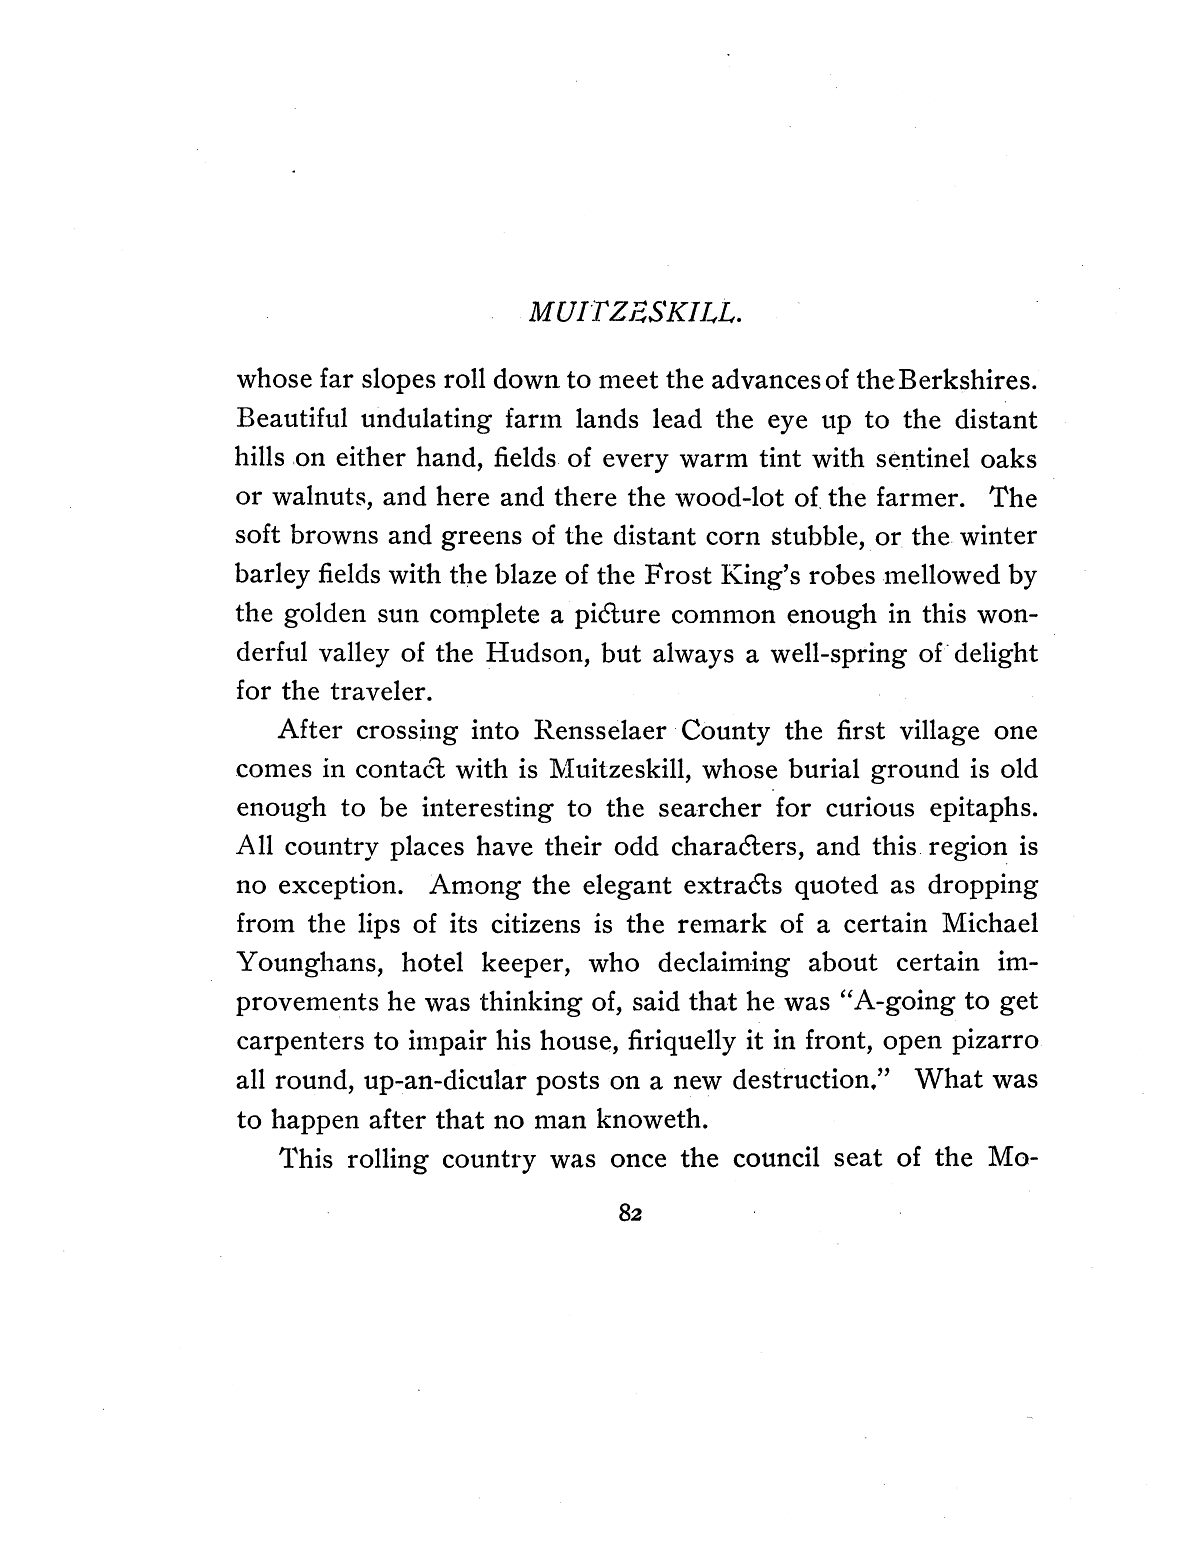 MUITZESKILL.
whose far slopes roll down to meet the advances of the Berkshires.
Beautiful undulating farm lands lead the eye up to the distant
hills on either hand, fields of every warm tint with sentinel oaks
or walnuts, and here and there the wood-lot of the farmer. The
soft browns and greens of the distant corn stubble, or the winter
barley fields with the blaze of the Frost King's robes mellowed by
the golden sun complete a picture common enough in this won-
derful valley of the Hudson, but always a well-spring of delight
for the traveler.
After crossing into Rensselaer County the first village one
comes in contact with is Muitzeskill, whose burial ground is old
enough to be interesting to the searcher for curious epitaphs.
All country places have their odd characters, and this region is
no exception. Among the elegant extracts quoted as dropping
from the lips of its citizens is the remark of a certain Michael
Younghans, hotel keeper, who declaiming about certain im-
provements he was thinking of, said that he was "A-going to get
carpenters to impair his house, firiquelly it in front, open pizarro
all round, up-an-dicular posts on a new destruction." What was
to happen after that no man knoweth.
This rolling country was once the council seat of the Mo-
82